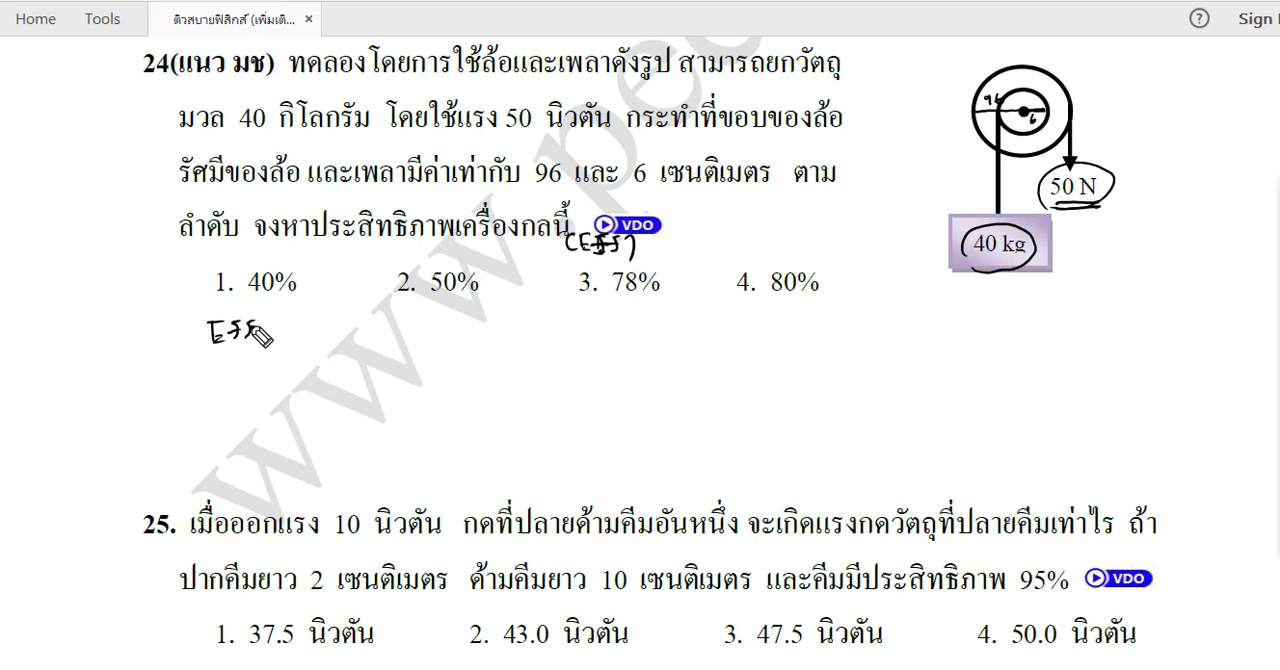 Home Tools ติวสบายฟิสิกส์ (เพิ่มเติ... × ? Sign
24(แนว มช) ทดลองโดยการใช้ล้อและเพลาดังรูป สามารถยกวัตถุ
มวล 40 กิโลกรัม โดยใช้แรง 50 นิวตัน กระทำที่ขอบของล้อ
รัศมีของล้อ และเพลามีค่าเท่ากับ 96 และ 6 เซนติเมตร ตาม
ลำดับ จงหาประสิทธิภาพเครื่องกลนี้ VDO
(Eff)
1. 40% 2. 50% 3. 78% 4. 80%
Eff
96
6
50 N
40 kg
www.pec
25. เมื่อออกแรง 10 นิวตัน กดที่ปลายด้ามคีมอันหนึ่ง จะเกิดแรงกดวัตถุที่ปลายคีมเท่าไร ถ้า
ปากคีมยาว 2 เซนติเมตร ด้ามคีมยาว 10 เซนติเมตร และคีมมีประสิทธิภาพ 95% VDO
1. 37.5 นิวตัน 2. 43.0 นิวตัน 3. 47.5 นิวตัน 4. 50.0 นิวตัน